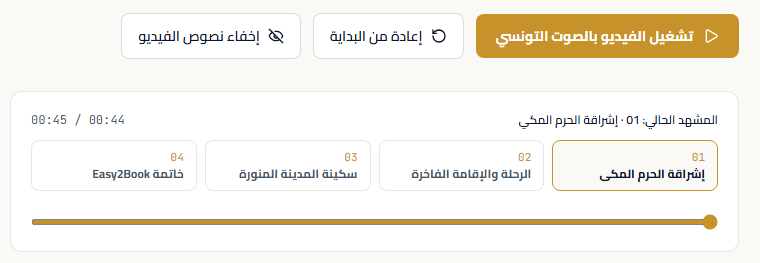 تشغيل الفيديو بالصوت التونسي
إعادة من البداية
إخفاء نصوص الفيديو
المشهد الحالي: 01 · إشراقة الحرم المكي
00:45 / 00:44
01
إشراقة الحرم المكي
02
الرحلة والإقامة الفاخرة
03
سكينة المدينة المنورة
04
خاتمة Easy2Book